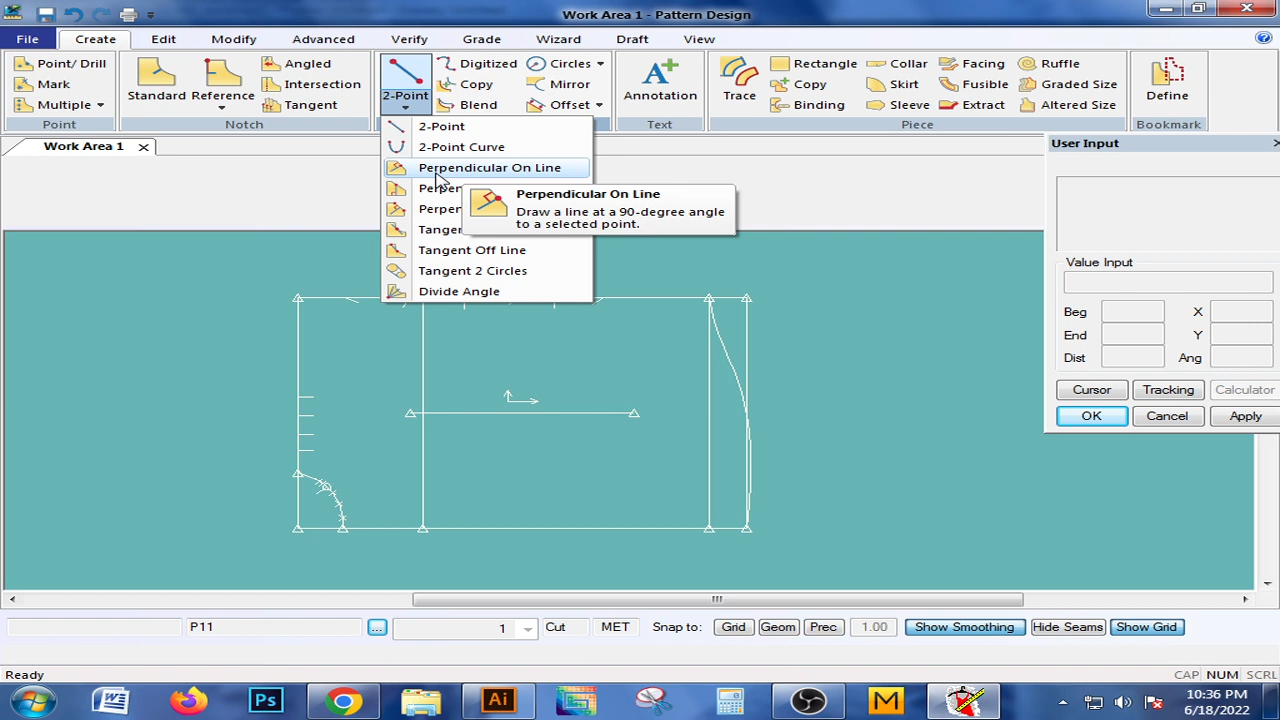 Work Area 1 - Pattern Design
File
Create
Edit
Modify
Advanced
Verify
Grade
Wizard
Draft
View
Point/ Drill
Mark
Multiple
Point
Standard
Reference
Angled
Intersection
Tangent
Notch
2-Point
Digitized
Copy
Blend
Circles
Mirror
Offset
Annotation
Text
Trace
Rectangle
Copy
Binding
Collar
Skirt
Sleeve
Facing
Fusible
Extract
Ruffle
Graded Size
Altered Size
Piece
Define
Bookmark
Work Area 1
2-Point
2-Point Curve
Perpendicular On Line
Tangent Off Line
Tangent 2 Circles
Divide Angle
Perpendicular On Line
Draw a line at a 90-degree angle
to a selected point.
User Input
Value Input
Beg
X
End
Y
Dist
Ang
Cursor
Tracking
Calculator
OK
Cancel
Apply
P11
...
1
Cut
MET
Snap to:
Grid
Geom
Prec
1.00
Show Smoothing
Hide Seams
Show Grid
Ready
CAP
NUM
SCRL
W
Ps
Ai
M
10:36 PM
6/18/2022